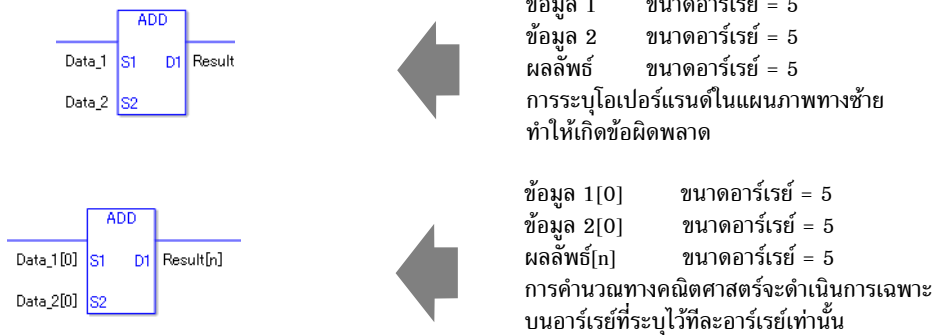 ADD
Data_1 S1 D1 Result
Data_2 S2
ข้อมูล 1 ขนาดอาร์เรย์ = 5
ข้อมูล 2 ขนาดอาร์เรย์ = 5
ผลลัพธ์ ขนาดอาร์เรย์ = 5
การระบุโอเปอร์แรนด์ในแผนภาพทางซ้าย
ทำให้เกิดข้อผิดพลาด
ADD
Data_1[0] S1 D1 Result[n]
Data_2[0] S2
ข้อมูล 1[0] ขนาดอาร์เรย์ = 5
ข้อมูล 2[0] ขนาดอาร์เรย์ = 5
ผลลัพธ์[n] ขนาดอาร์เรย์ = 5
การคำนวณทางคณิตศาสตร์จะดำเนินการเฉพาะ
บนอาร์เรย์ที่ระบุไว้ทีละอาร์เรย์เท่านั้น